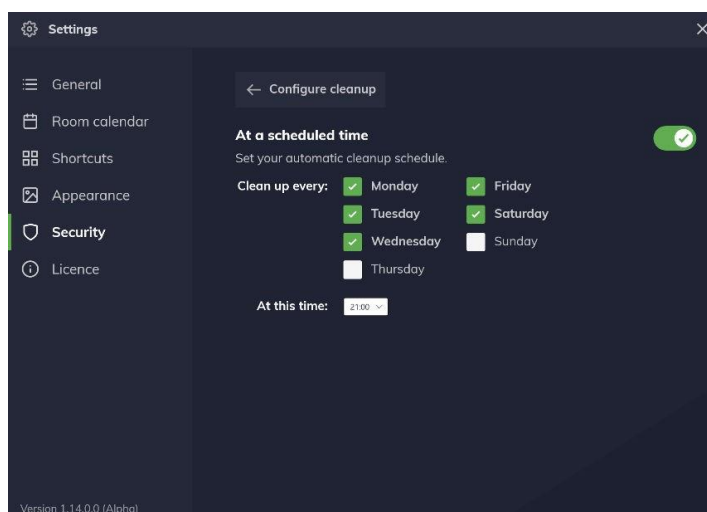 Settings
General
Room calendar
Shortcuts
Appearance
Security
Licence
Configure cleanup
At a scheduled time
Set your automatic cleanup schedule.
Clean up every:
Monday
Friday
Tuesday
Saturday
Wednesday
Sunday
Thursday
At this time:
21:00
Version 1.14.0.0 (Alpha)